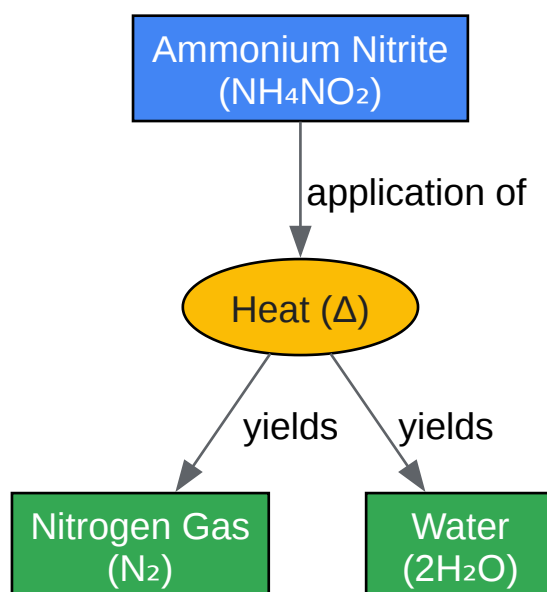 Ammonium Nitrite
(NH₄NO₂)
application of
Heat (Δ)
yields
yields
Nitrogen Gas
(N₂)
Water
(2H₂O)